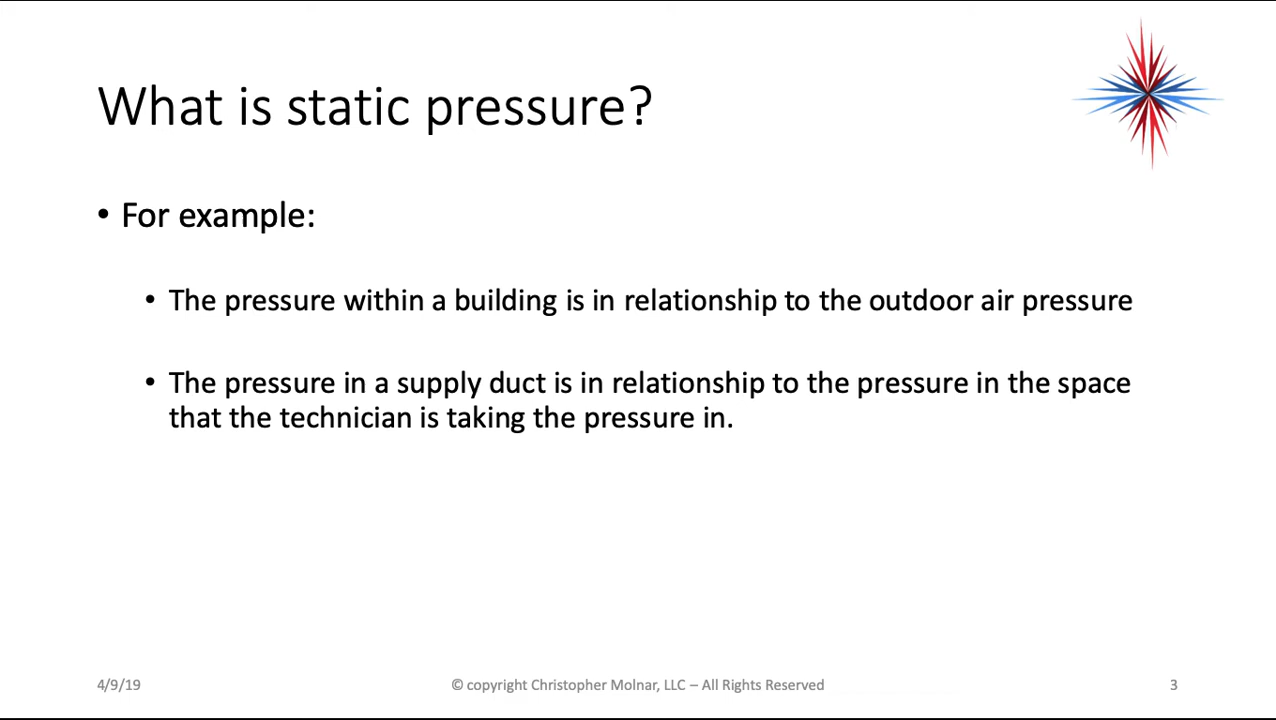 What is static pressure?
• For example:
• The pressure within a building is in relationship to the outdoor air pressure
• The pressure in a supply duct is in relationship to the pressure in the space
that the technician is taking the pressure in.
4/9/19
© copyright Christopher Molnar, LLC – All Rights Reserved
3